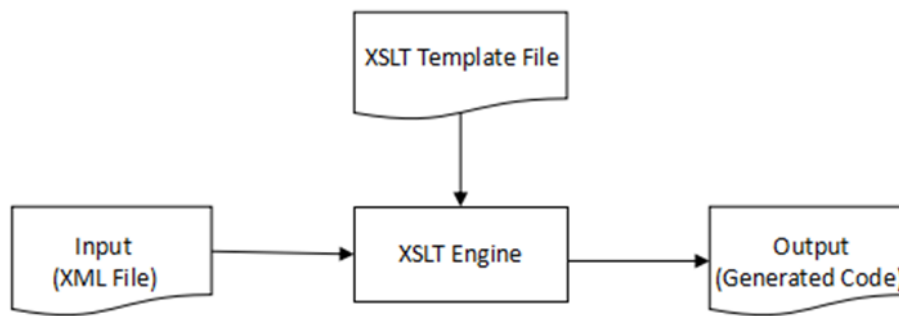 XSLT Template File
Input
(XML File)
XSLT Engine
Output
(Generated Code)